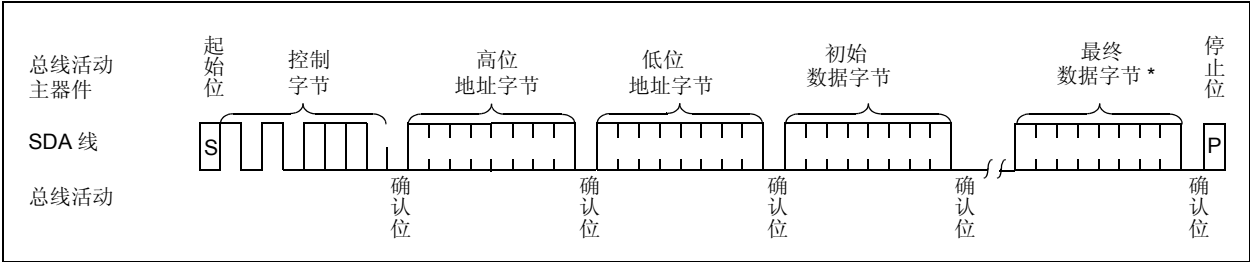 总线活动
主器件
起始位
控制
字节
高位
地址字节
低位
地址字节
初始
数据字节
最终
数据字节 *
停止位
SDA 线
S
P
总线活动
确认位
确认位
确认位
确认位
确认位